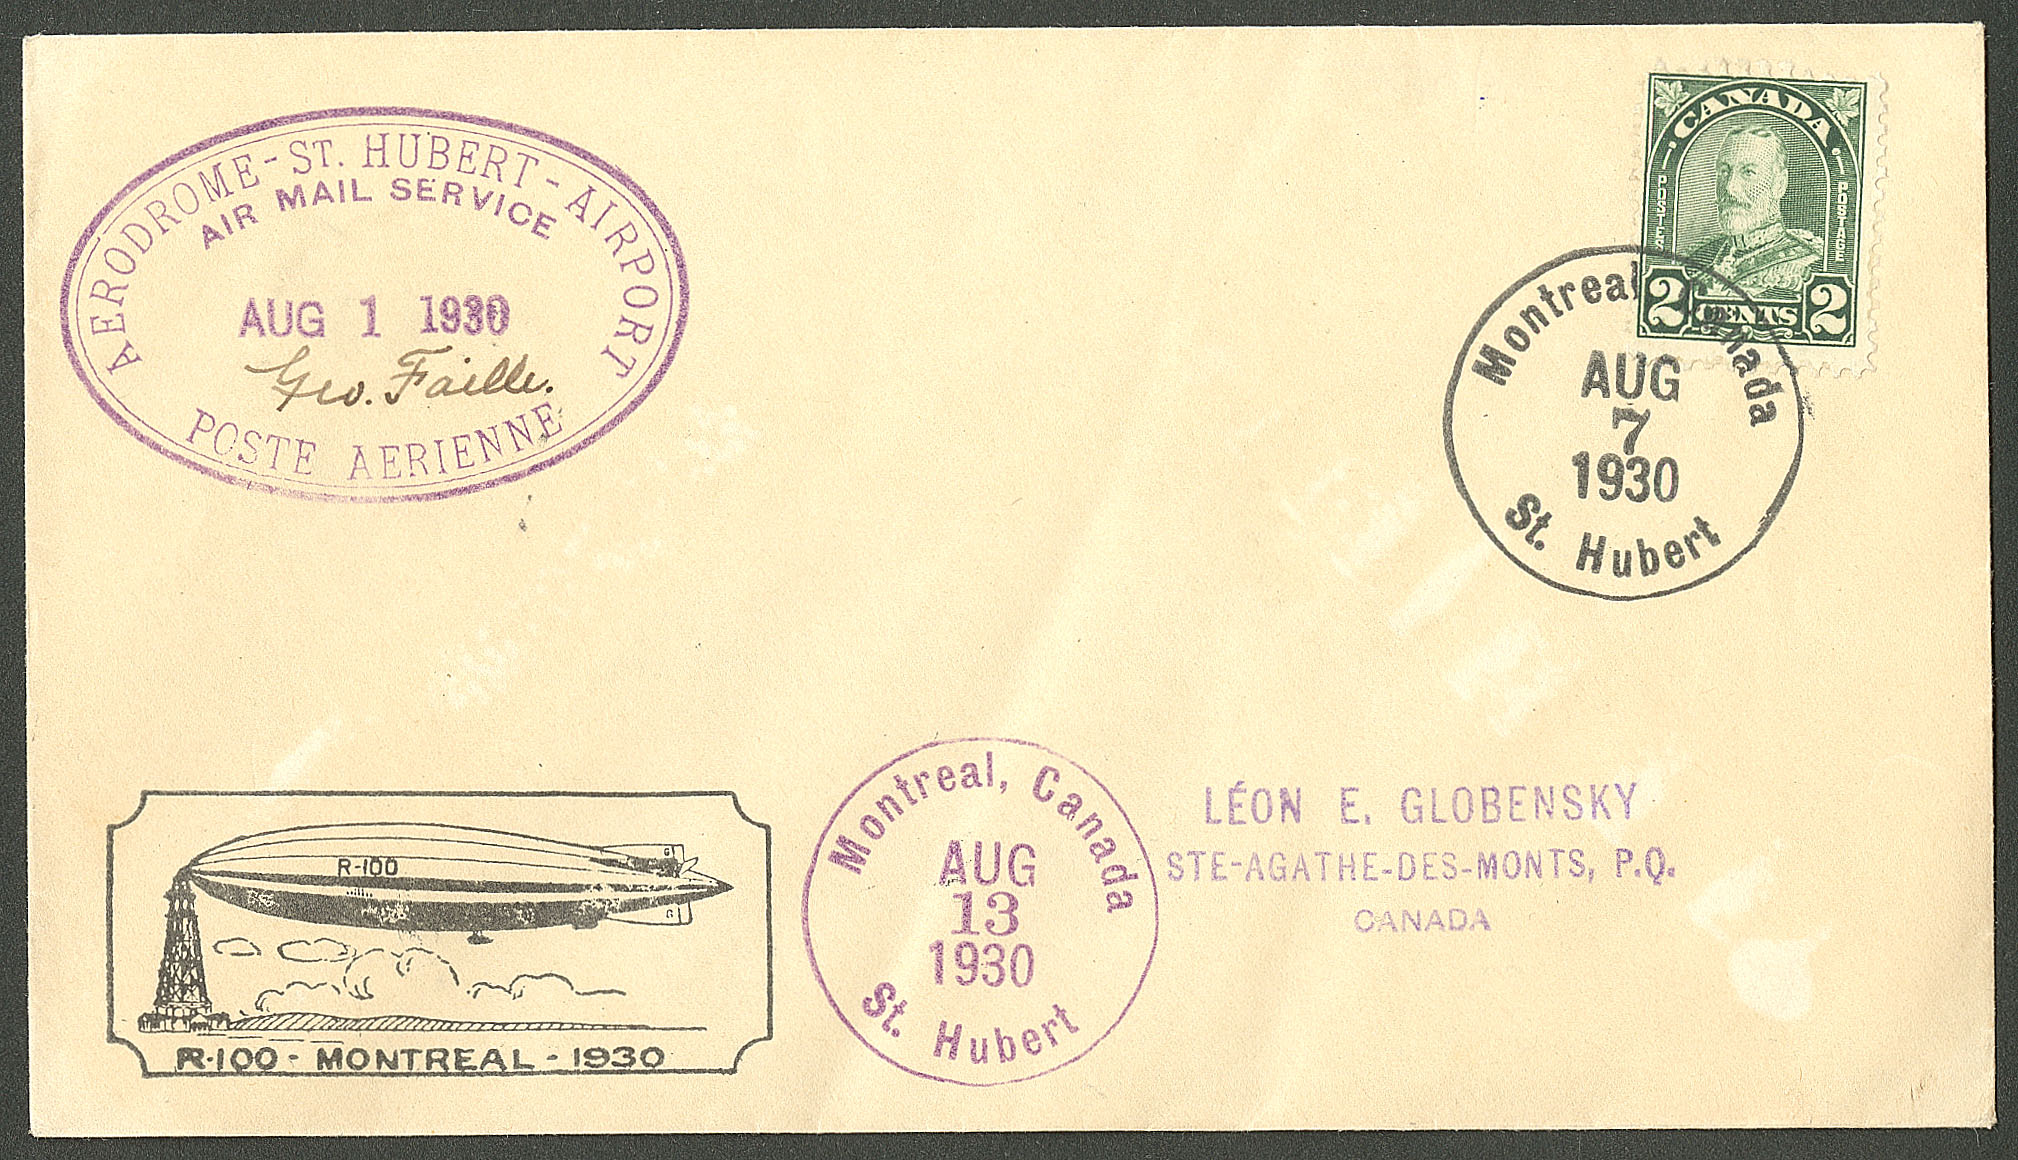 AERODROME - ST. HUBERT - AIRPORT
AIR MAIL SERVICE
AUG 1 1930
Geo. Faille.
POSTE AERIENNE
CANADA
POSTES
POSTAGE
2 CENTS 2
Montreal, Canada
AUG
7
1930
St. Hubert
R-100
G
G
R-100 - MONTREAL - 1930
Montreal, Canada
AUG
13
1930
St. Hubert
LÉON E. GLOBENSKY
STE-AGATHE-DES-MONTS, P.Q.
CANADA